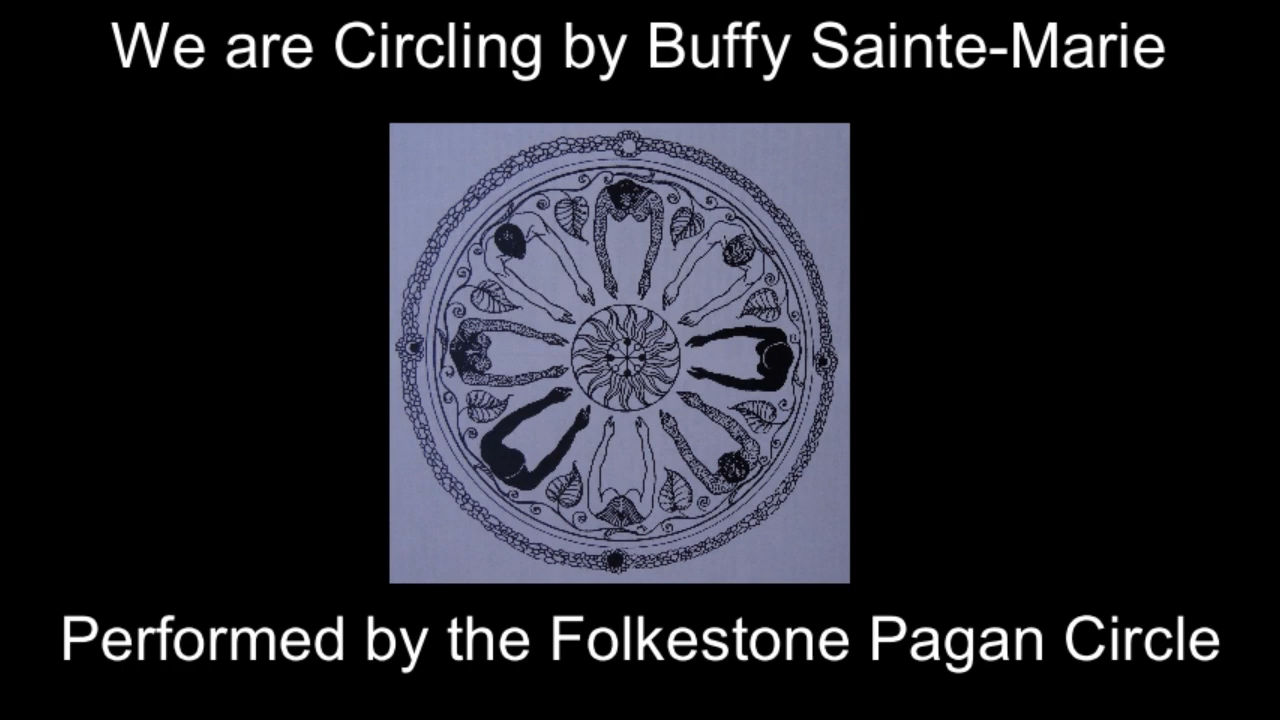 We are Circling by Buffy Sainte-Marie
Performed by the Folkestone Pagan Circle